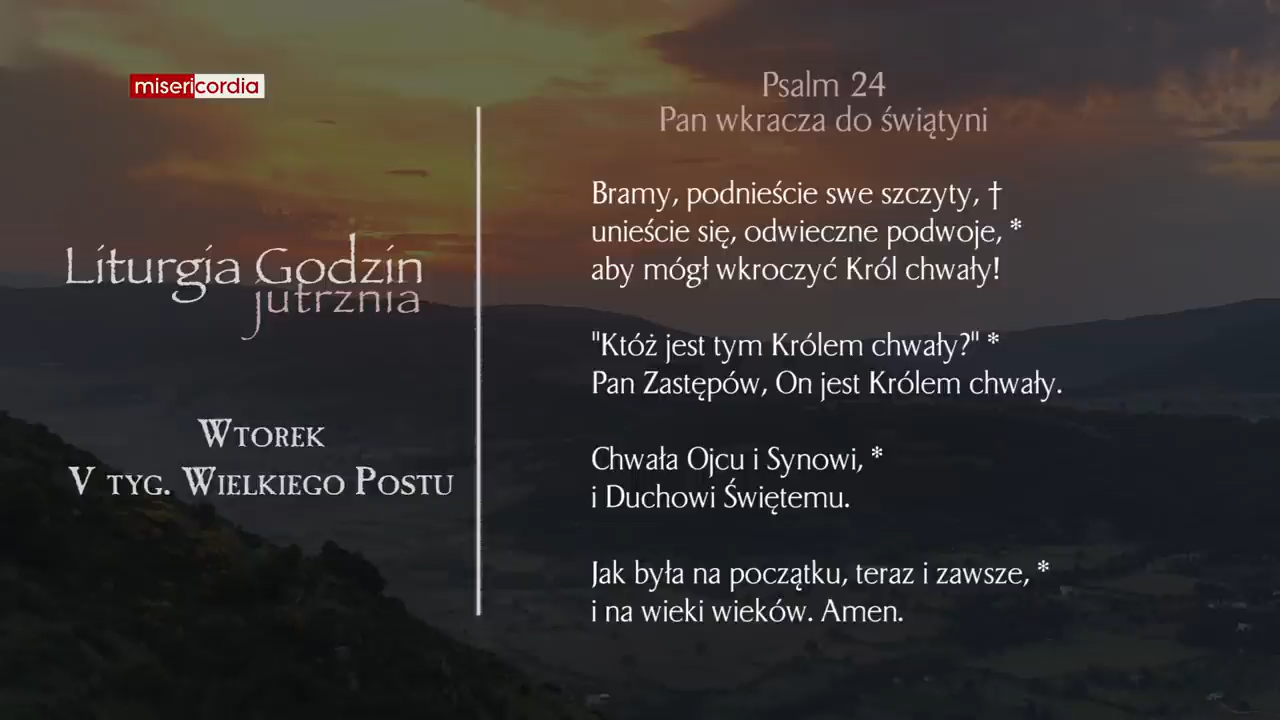 misericordia
Liturgia Godzin
jutrznia
Wtorek
V tyg. Wielkiego Postu
Psalm 24
Pan wkracza do świątyni
Bramy, podnieście swe szczyty, †
unieście się, odwieczne podwoje, *
aby mógł wkroczyć Król chwały!
"Któż jest tym Królem chwały?" *
Pan Zastępów, On jest Królem chwały.
Chwała Ojcu i Synowi, *
i Duchowi Świętemu.
Jak była na początku, teraz i zawsze, *
i na wieki wieków. Amen.